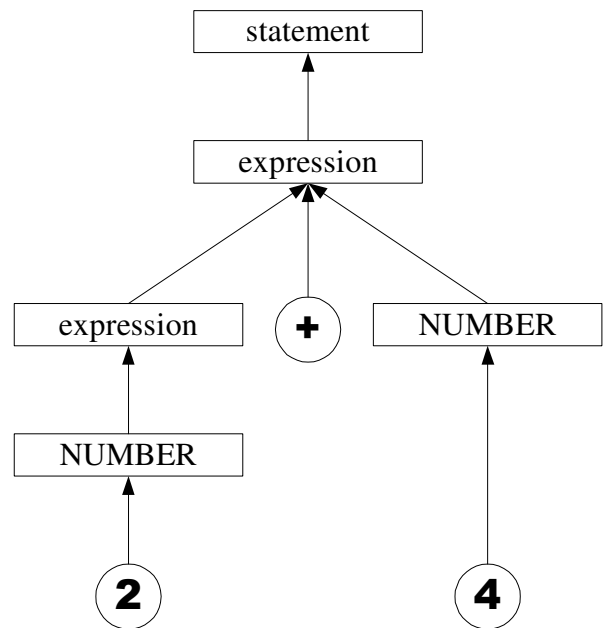 statement
expression
expression
+
NUMBER
NUMBER
2
4